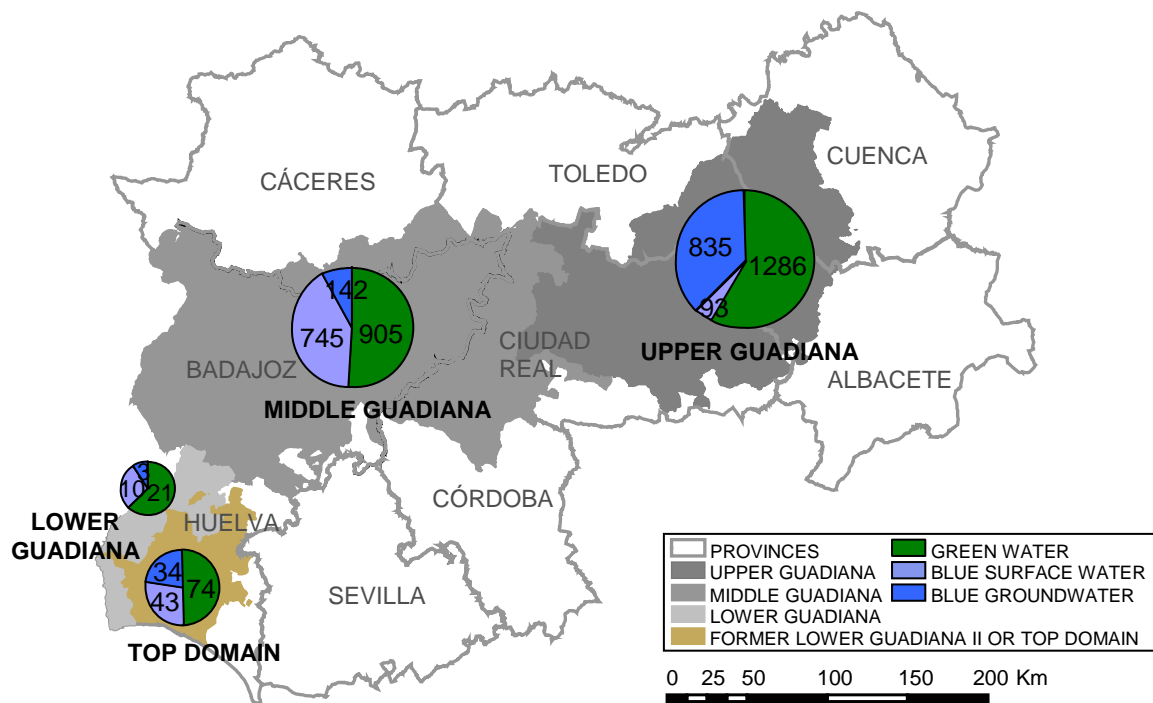 CUENCA
TOLEDO
CÁCERES
835
1286
93
142
745
905
CIUDAD
REAL
UPPER GUADIANA
BADAJOZ
ALBACETE
MIDDLE GUADIANA
3
10
21
CÓRDOBA
LOWER
GUADIANA
HUELVA
34
74
43
SEVILLA
TOP DOMAIN
PROVINCES
UPPER GUADIANA
MIDDLE GUADIANA
LOWER GUADIANA
FORMER LOWER GUADIANA II OR TOP DOMAIN
GREEN WATER
BLUE SURFACE WATER
BLUE GROUNDWATER
0 25 50 100 150 200 Km